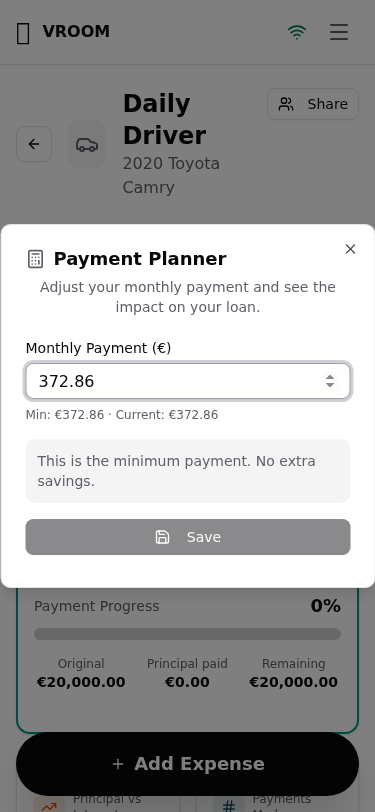 VROOM
Daily
Driver
Share
2020 Toyota
Camry
Payment Planner
Adjust your monthly payment and see the
impact on your loan.
Monthly Payment (€)
372.86
Min: €372.86 · Current: €372.86
This is the minimum payment. No extra
savings.
Save
Payment Progress 0%
Original Principal paid Remaining
€20,000.00 €0.00 €20,000.00
+ Add Expense
Principal vs Payments